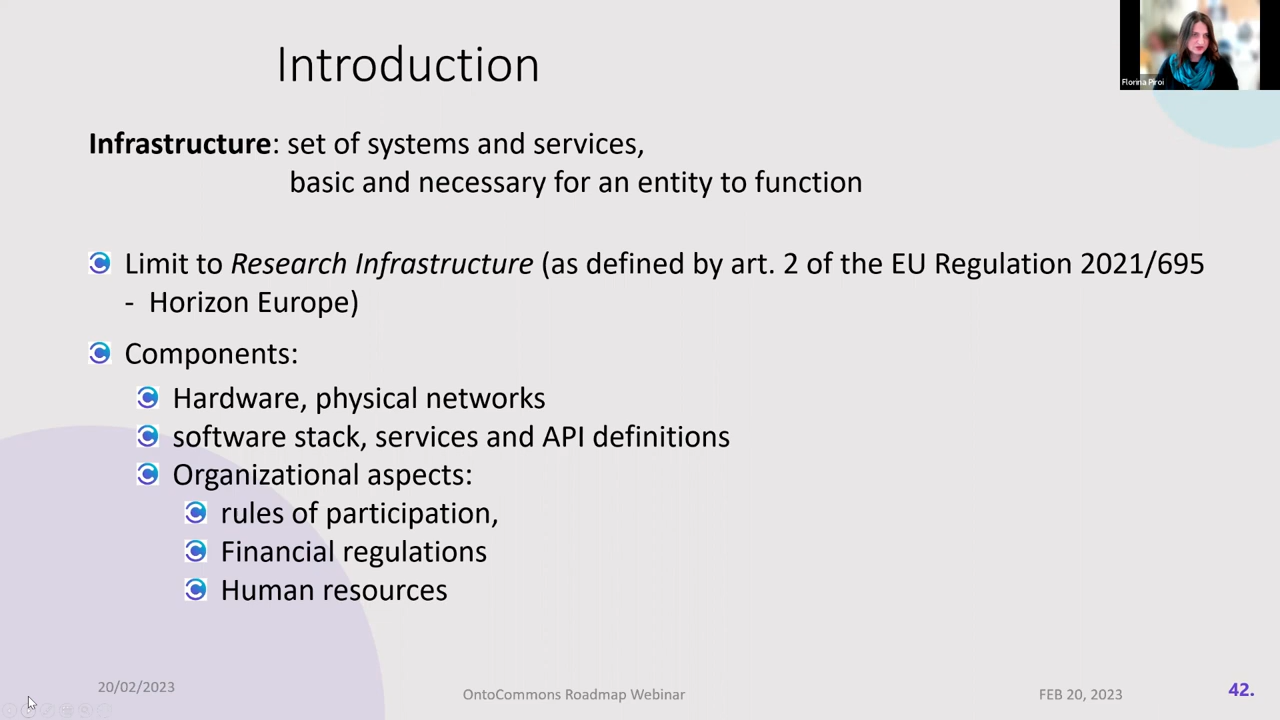 Introduction
Florina Piroi
Infrastructure: set of systems and services,
basic and necessary for an entity to function
Limit to Research Infrastructure (as defined by art. 2 of the EU Regulation 2021/695
- Horizon Europe)
Components:
Hardware, physical networks
software stack, services and API definitions
Organizational aspects:
rules of participation,
Financial regulations
Human resources
20/02/2023
OntoCommons Roadmap Webinar
FEB 20, 2023
42.